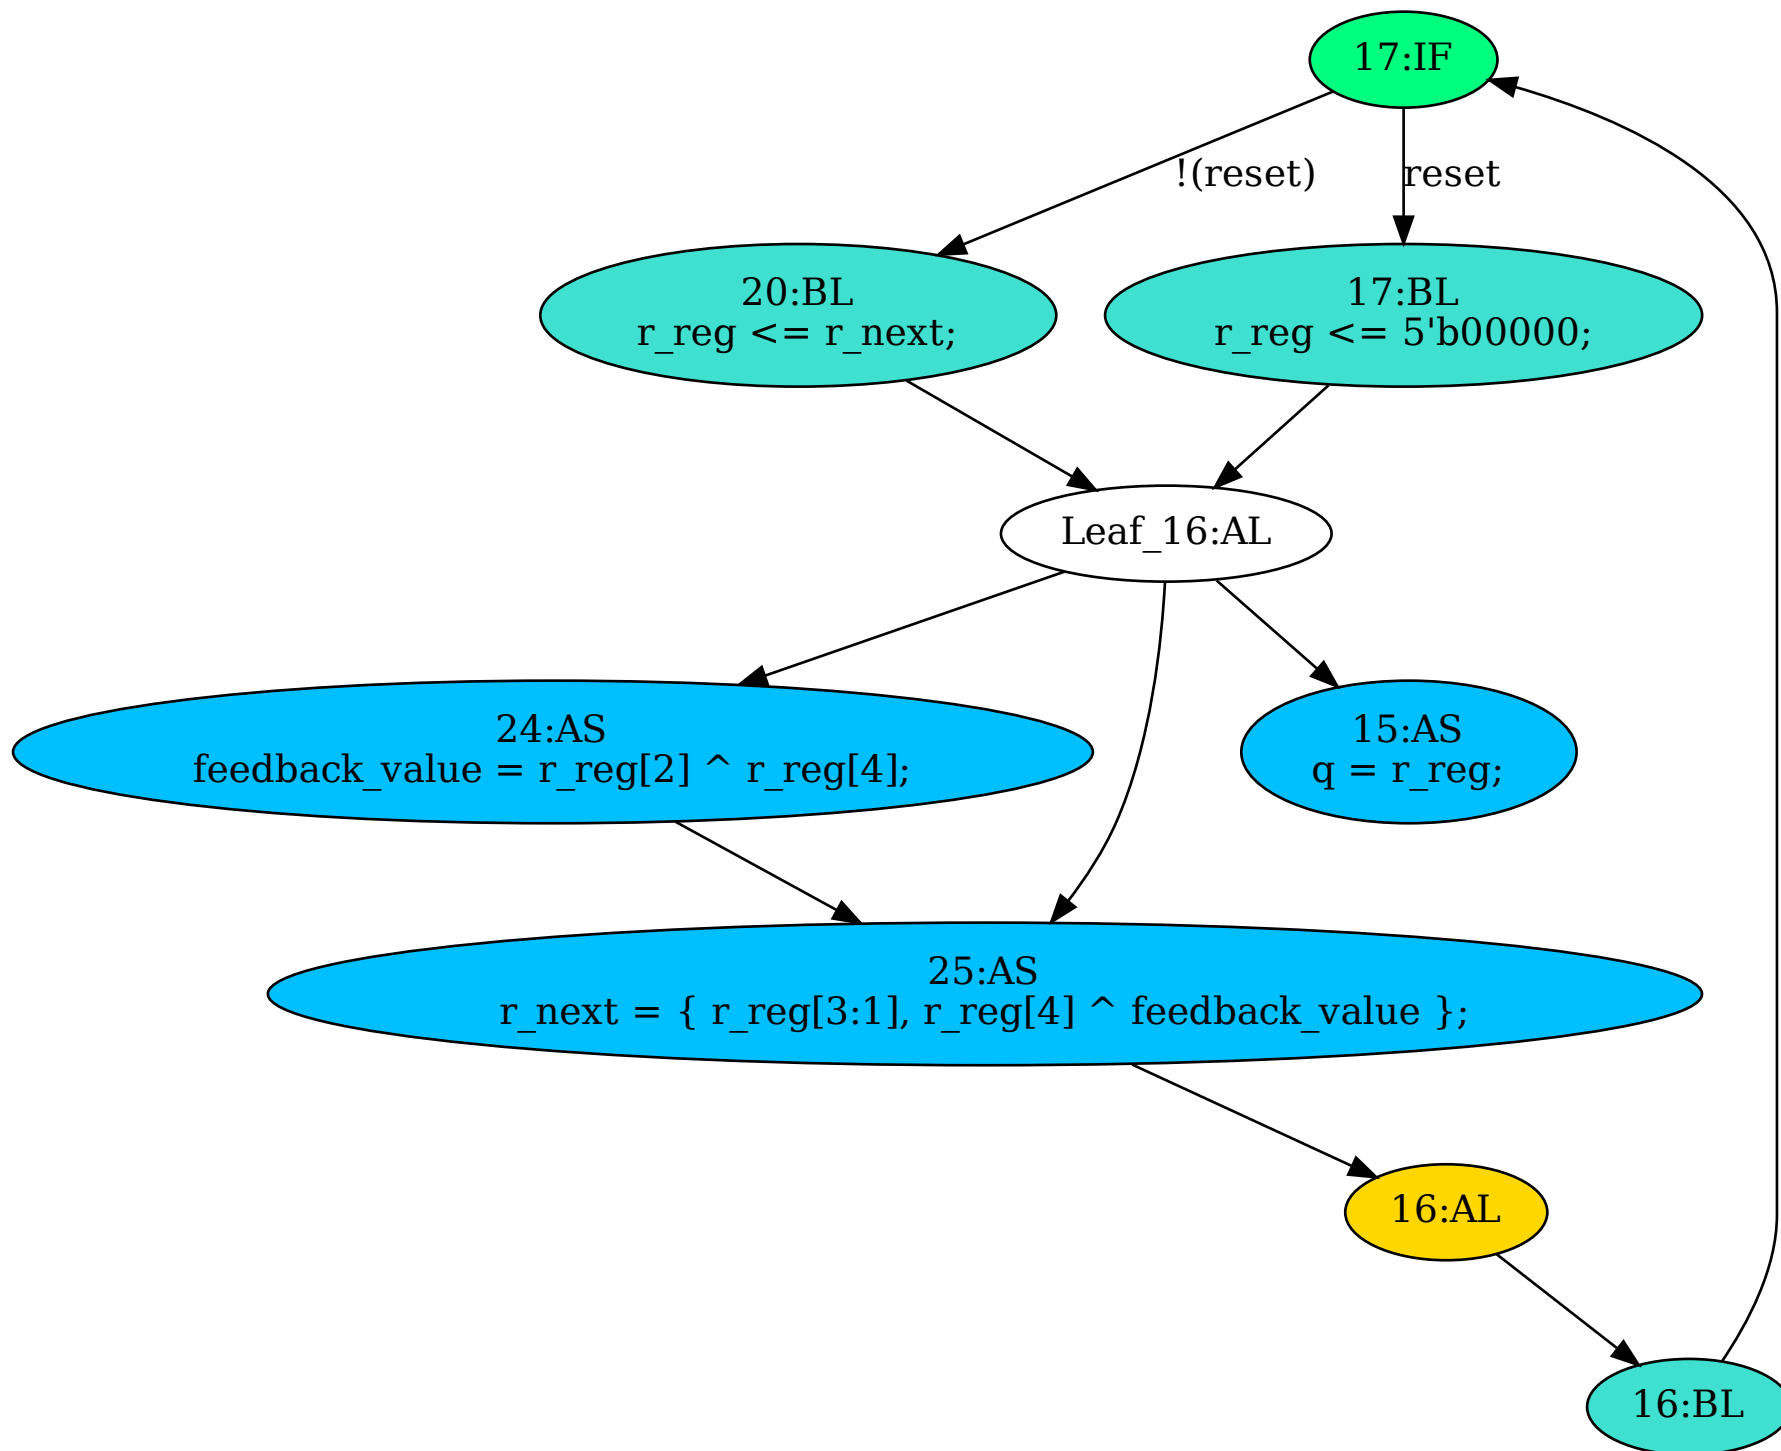 17:IF
!(reset)
reset
20:BL
r_reg <= r_next;
17:BL
r_reg <= 5'b00000;
Leaf_16:AL
24:AS
feedback_value = r_reg[2] ^ r_reg[4];
15:AS
q = r_reg;
25:AS
r_next = { r_reg[3:1], r_reg[4] ^ feedback_value };
16:AL
16:BL